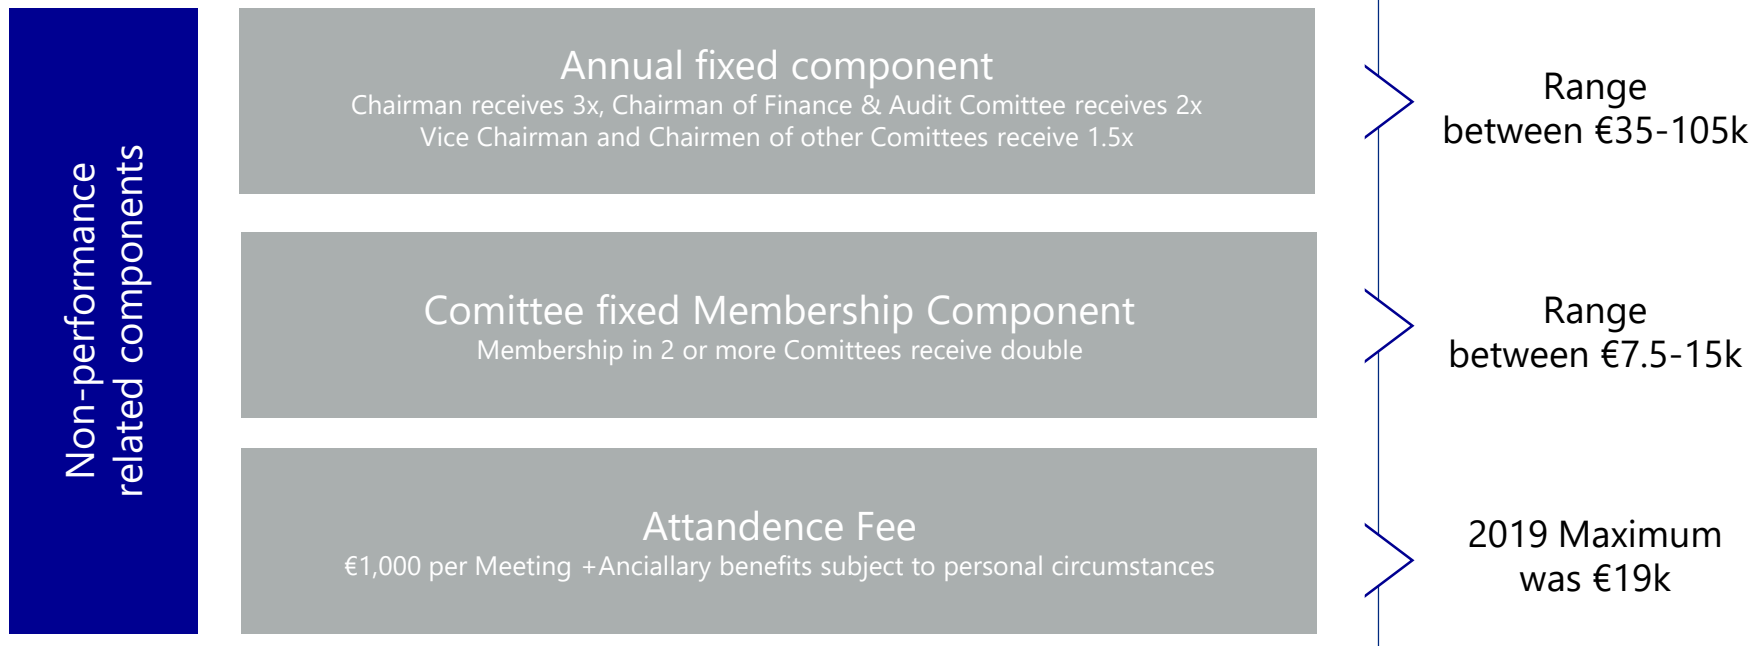 Non-performance
related components
Annual fixed component
Chairman receives 3x, Chairman of Finance & Audit Comittee receives 2x
Vice Chairman and Chairmen of other Comittees receive 1.5x
Range
between €35-105k
Comittee fixed Membership Component
Membership in 2 or more Comittees receive double
Range
between €7.5-15k
Attandence Fee
€1,000 per Meeting +Anciallary benefits subject to personal circumstances
2019 Maximum
was €19k